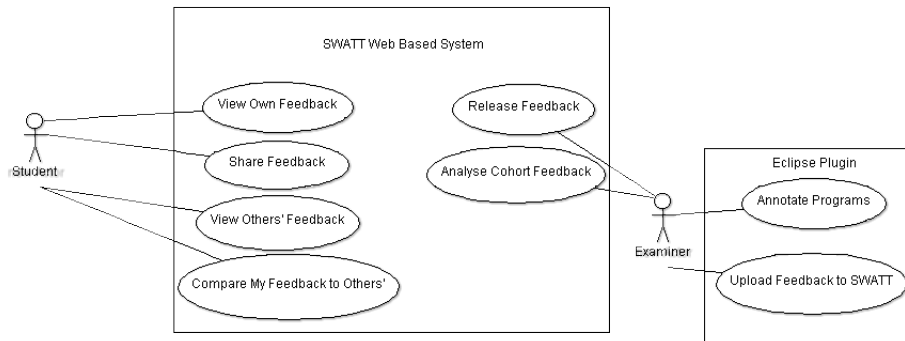 SWATT Web Based System
View Own Feedback
Release Feedback
Share Feedback
Student
Analyse Cohort Feedback
Eclipse Plugin
Annotate Programs
View Others' Feedback
Examiner
Compare My Feedback to Others'
Upload Feedback to SWATT